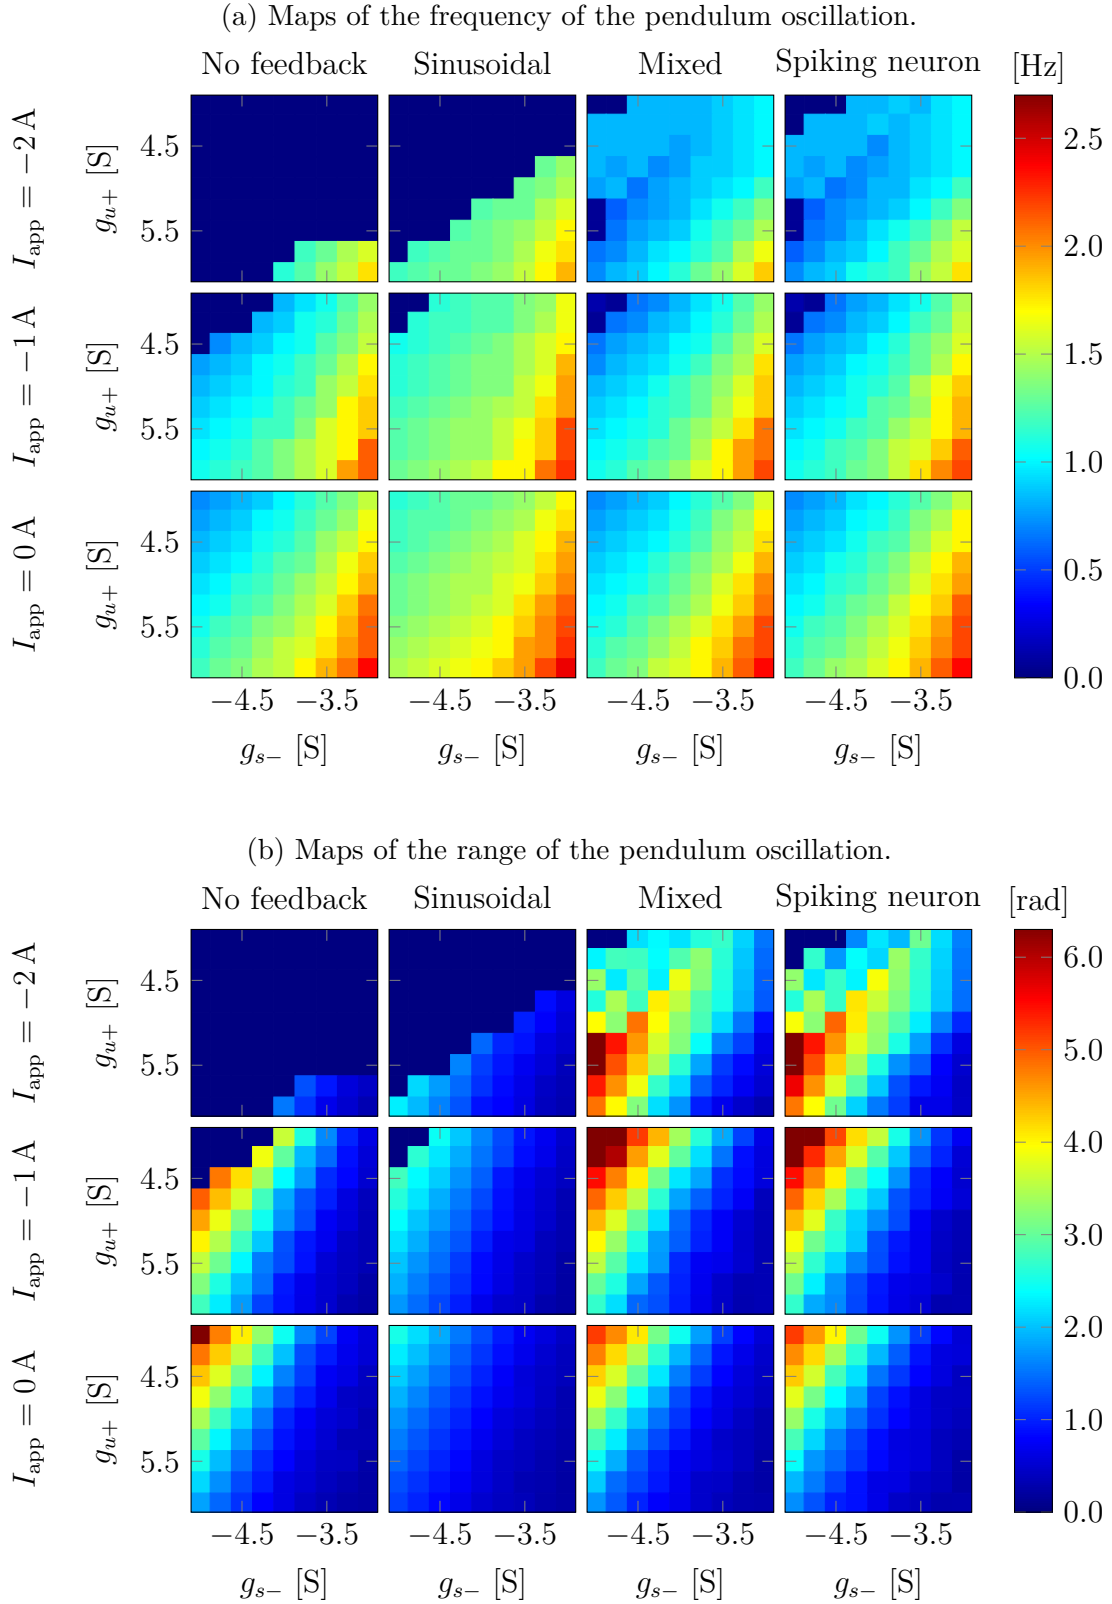 (a) Maps of the frequency of the pendulum oscillation.
No feedback Sinusoidal Mixed Spiking neuron [Hz]
I_app = −2 A
g_u+ [S]
4.5
5.5
I_app = −1 A
g_u+ [S]
4.5
5.5
I_app = 0 A
g_u+ [S]
4.5
5.5
2.5
2.0
1.5
1.0
0.5
0.0
−4.5 −3.5 −4.5 −3.5 −4.5 −3.5 −4.5 −3.5
g_s− [S] g_s− [S] g_s− [S] g_s− [S]
(b) Maps of the range of the pendulum oscillation.
No feedback Sinusoidal Mixed Spiking neuron [rad]
I_app = −2 A
g_u+ [S]
4.5
5.5
I_app = −1 A
g_u+ [S]
4.5
5.5
I_app = 0 A
g_u+ [S]
4.5
5.5
6.0
5.0
4.0
3.0
2.0
1.0
0.0
−4.5 −3.5 −4.5 −3.5 −4.5 −3.5 −4.5 −3.5
g_s− [S] g_s− [S] g_s− [S] g_s− [S]